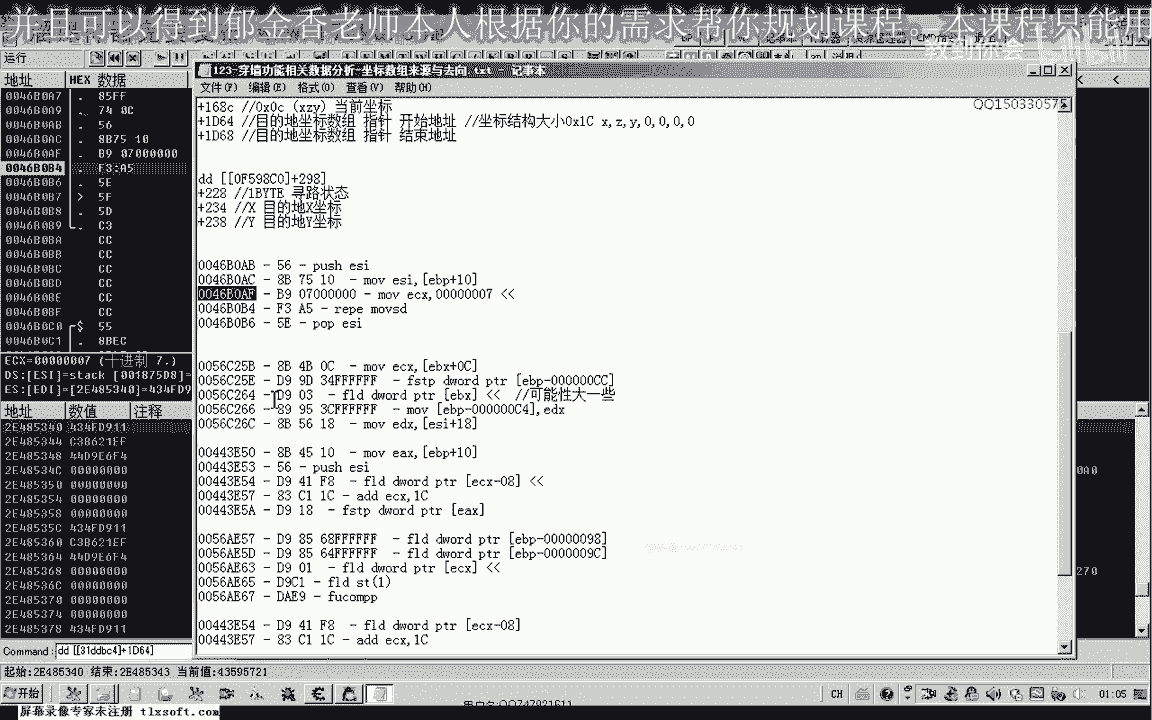 并且可以得到郁金香老师本人根据你的需求帮你规划课程 本课程只能用
教到你会
QQ150330575
运行
地址 HEX 数据
0046B0A7 . 85FF
0046B0A9 . 74 0C
0046B0AB . 56
0046B0AC . 8B75 10
0046B0AF . B9 07000000
0046B0B4 . F3:A5
0046B0B6 . 5E
0046B0B7 > 5F
0046B0B8 . 5D
0046B0B9 . C3
0046B0BA CC
0046B0BB CC
0046B0BC CC
0046B0BD CC
0046B0BE CC
0046B0BF CC
0046B0C0 $ 55
0046B0C1 . 8BEC
ECX=00000007 (十进制 7.)
DS:[ESI]=stack [001875D8]=
ES:[EDI]=[2E485340]=434FD9
地址 数值 注释
2E485340 434FD911
2E485344 C38621EF
2E485348 44D9E6F4
2E48534C 00000000
2E485350 00000000
2E485354 00000000
2E485358 00000000
2E48535C 434FD911
2E485360 C38621EF
2E485364 44D9E6F4
2E485368 00000000
2E48536C 00000000
2E485370 00000000
2E485374 00000000
2E485378 434FD911
123-穿墙功能相关数据分析-坐标数组来源与去向.txt - 记事本
文件(F) 编辑(E) 格式(O) 查看(V) 帮助(H)
+168c //0x0c (xzy) 当前坐标
+1D64 //目的地坐标数组 指针 开始地址 //坐标结构大小0x1C x,z,y,0,0,0,0
+1D68 //目的地坐标数组 指针 结束地址
dd [[0F598C0]+298]
+228 //1BYTE 寻路状态
+234 //X 目的地X坐标
+238 //Y 目的地Y坐标
0046B0AB - 56 - push esi
0046B0AC - 8B 75 10 - mov esi,[ebp+10]
0046B0AF - B9 07000000 - mov ecx,00000007 <<
0046B0B4 - F3 A5 - repe movsd
0046B0B6 - 5E - pop esi
0056C25B - 8B 4B 0C - mov ecx,[ebx+0C]
0056C25E - D9 9D 34FFFFFF - fstp dword ptr [ebp-000000CC]
0056C264 - D9 03 - fld dword ptr [ebx] << //可能性大一些
0056C266 - 89 95 3CFFFFFF - mov [ebp-000000C4],edx
0056C26C - 8B 56 18 - mov edx,[esi+18]
00443E50 - 8B 45 10 - mov eax,[ebp+10]
00443E53 - 56 - push esi
00443E54 - D9 41 F8 - fld dword ptr [ecx-08] <<
00443E57 - 83 C1 1C - add ecx,1C
00443E5A - D9 18 - fstp dword ptr [eax]
0056AE57 - D9 85 68FFFFFF - fld dword ptr [ebp-00000098]
0056AE5D - D9 85 64FFFFFF - fld dword ptr [ebp-0000009C]
0056AE63 - D9 01 - fld dword ptr [ecx] <<
0056AE65 - D9C1 - fld st(1)
0056AE67 - DAE9 - fucompp
00443E54 - D9 41 F8 - fld dword ptr [ecx-08]
00443E57 - 83 C1 1C - add ecx,1C
0A0
270
Command: dd [[31ddbc4]+1D64]
起始:2E485340 结束:2E485343 当前值:43595721
开始
CH
01:05
屏幕录像专家未注册 tlxsoft.com
用户名:QQ747921611